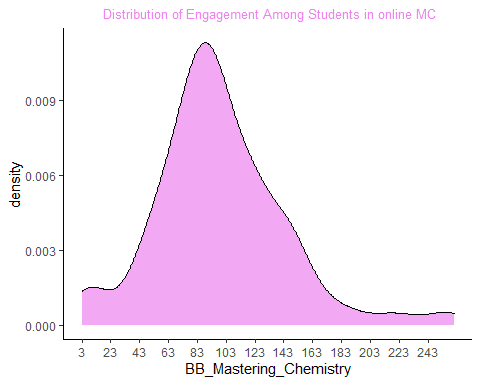 Distribution of Engagement Among Students in online MC
density
0.009
0.006
0.003
0.000
3 23 43 63 83 103 123 143 163 183 203 223 243
BB_Mastering_Chemistry